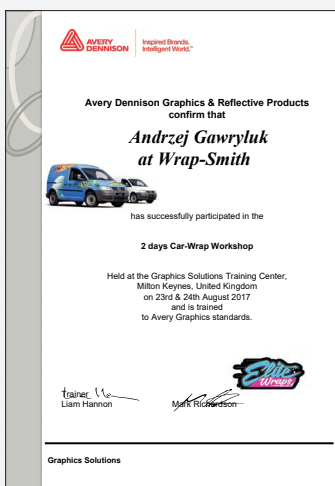 AVERY
DENNISON
Inspired Brands.
Intelligent World.™
Avery Dennison Graphics & Reflective Products
confirm that
Andrzej Gawryluk
at Wrap-Smith
has successfully participated in the
2 days Car-Wrap Workshop
Held at the Graphics Solutions Training Center,
Milton Keynes, United Kingdom
on 23rd & 24th August 2017
and is trained
to Avery Graphics standards.
Elite
Wraps
trainer
Liam Hannon
Mark Richardson
Graphics Solutions